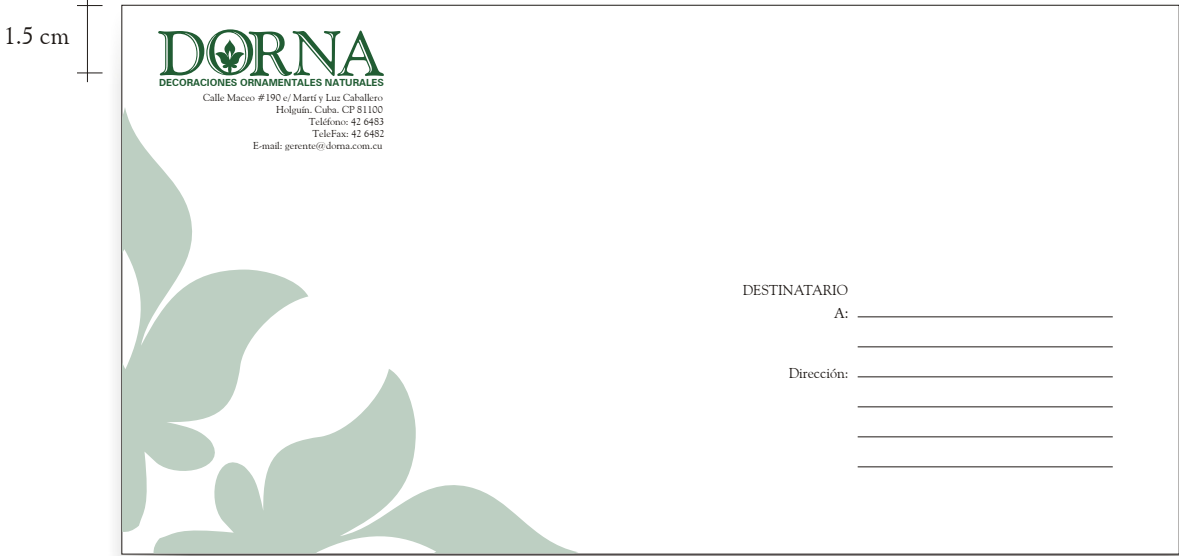 1.5 cm
DORNA
DECORACIONES ORNAMENTALES NATURALES
Calle Maceo #190 e/ Martí y Luz Caballero
Holguín. Cuba. CP 81100
Teléfono: 42 6483
TeleFax: 42 6482
E-mail: gerente@dorna.com.cu
DESTINATARIO
A:
Dirección: